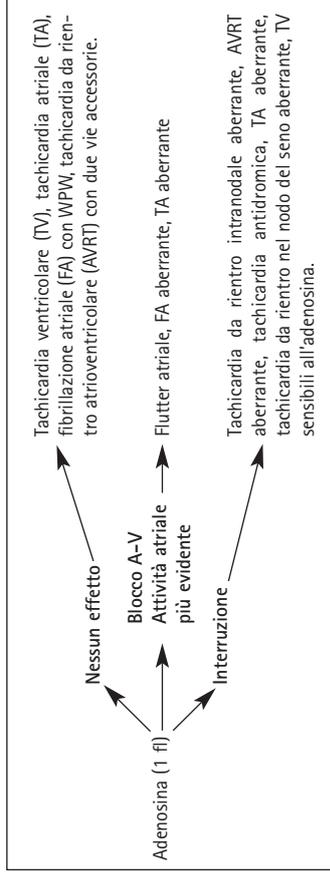 Adenosina (1 fl)
Nessun effetto
Tachicardia ventricolare (TV), tachicardia atriale (TA),
fibrillazione atriale (FA) con WPW, tachicardia da rien-
tro atrioventricolare (AVRT) con due vie accessorie.
Blocco A-V
Attività atriale
più evidente
Flutter atriale, FA aberrante, TA aberrante
Interruzione
Tachicardia da rientro intranodale aberrante, AVRT
aberrante, tachicardia antidromica, TA aberrante,
tachicardia da rientro nel nodo del seno aberrante, TV
sensibili all'adenosina.